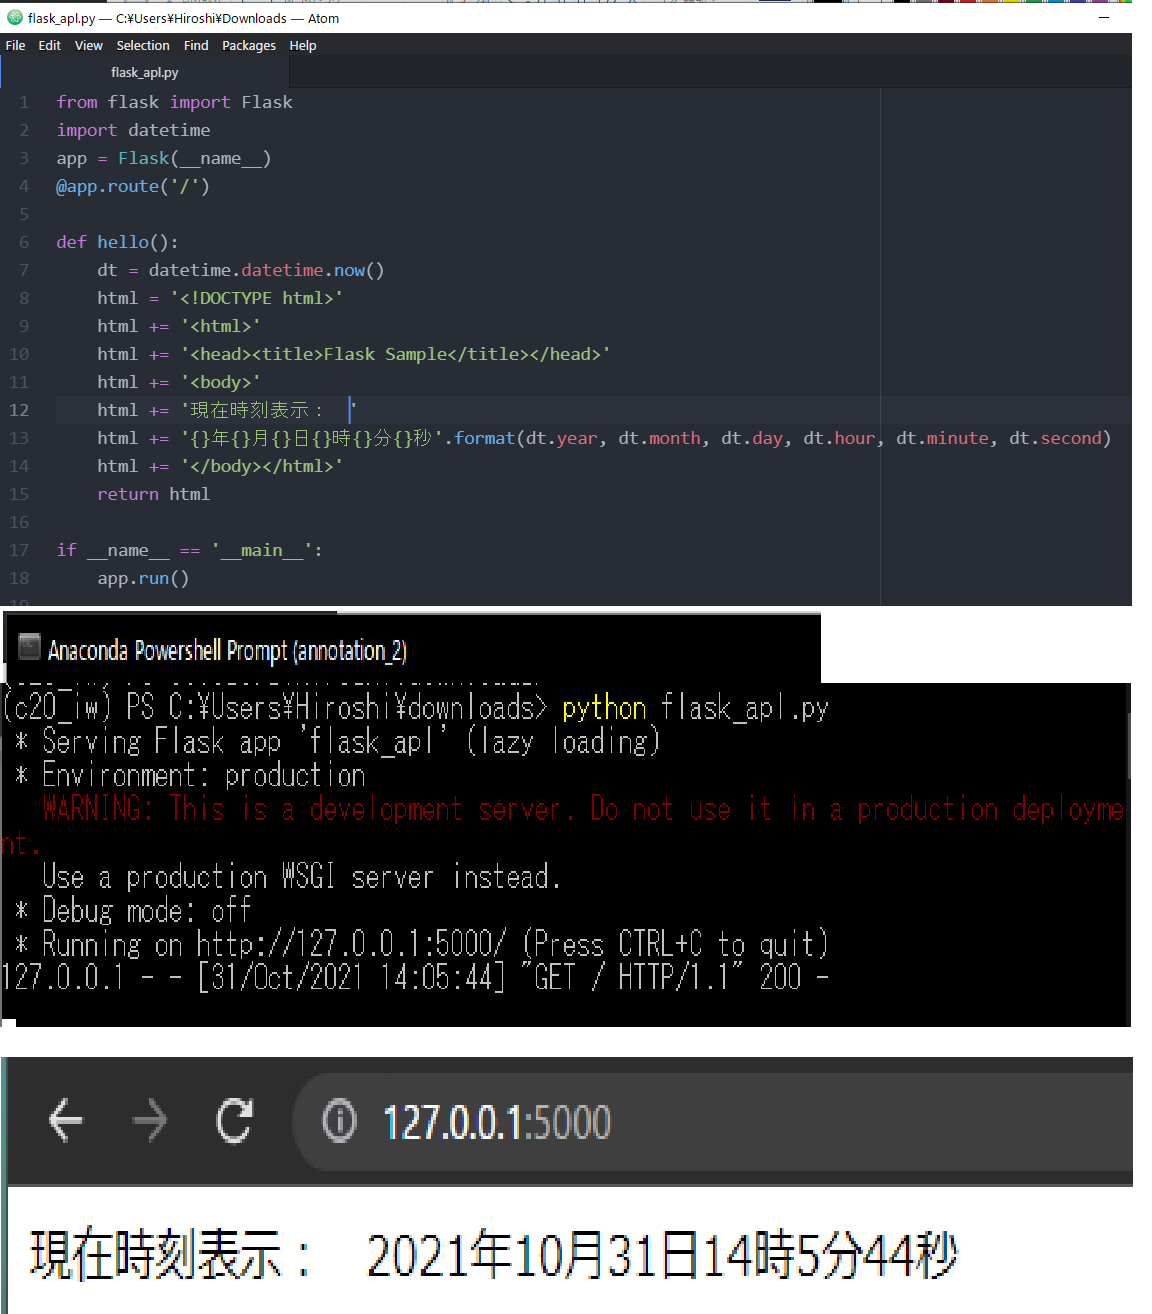 flask_apl.py — C:¥Users¥Hiroshi¥Downloads — Atom
File Edit View Selection Find Packages Help
flask_apl.py
1 from flask import Flask
2 import datetime
3 app = Flask(__name__)
4 @app.route('/')
5
6 def hello():
7     dt = datetime.datetime.now()
8     html = '<!DOCTYPE html>'
9     html += '<html>'
10     html += '<head><title>Flask Sample</title></head>'
11     html += '<body>'
12     html += '現在時刻表示：　'
13     html += '{}年{}月{}日{}時{}分{}秒'.format(dt.year, dt.month, dt.day, dt.hour, dt.minute, dt.second)
14     html += '</body></html>'
15     return html
16
17 if __name__ == '__main__':
18     app.run()
Anaconda Powershell Prompt (annotation_2)
(c20_iw) PS C:¥Users¥Hiroshi¥downloads> python flask_apl.py
 * Serving Flask app 'flask_apl' (lazy loading)
 * Environment: production
   WARNING: This is a development server. Do not use it in a production deployme
nt.
   Use a production WSGI server instead.
 * Debug mode: off
 * Running on http://127.0.0.1:5000/ (Press CTRL+C to quit)
127.0.0.1 - - [31/Oct/2021 14:05:44] "GET / HTTP/1.1" 200 -
127.0.0.1:5000
現在時刻表示：　2021年10月31日14時5分44秒